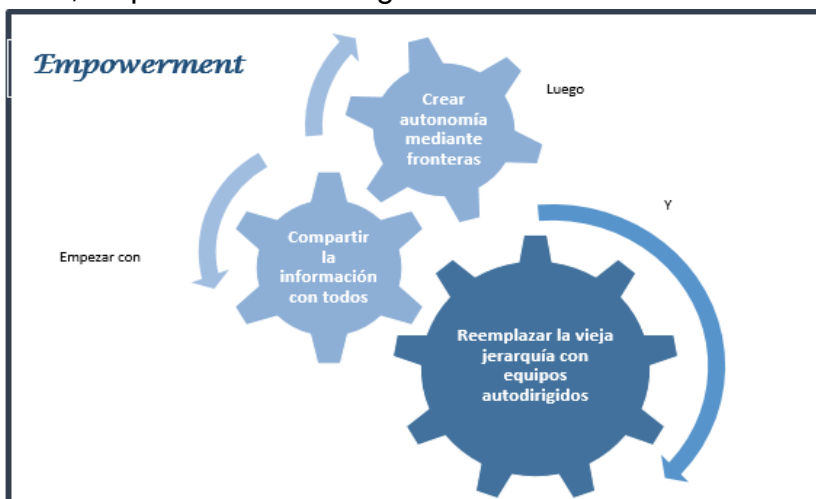 Empowerment
Crear
autonomía
mediante
fronteras
Luego
Y
Compartir
la
información
con todos
Empezar con
Reemplazar la vieja
jerarquía con
equipos
autodirigidos